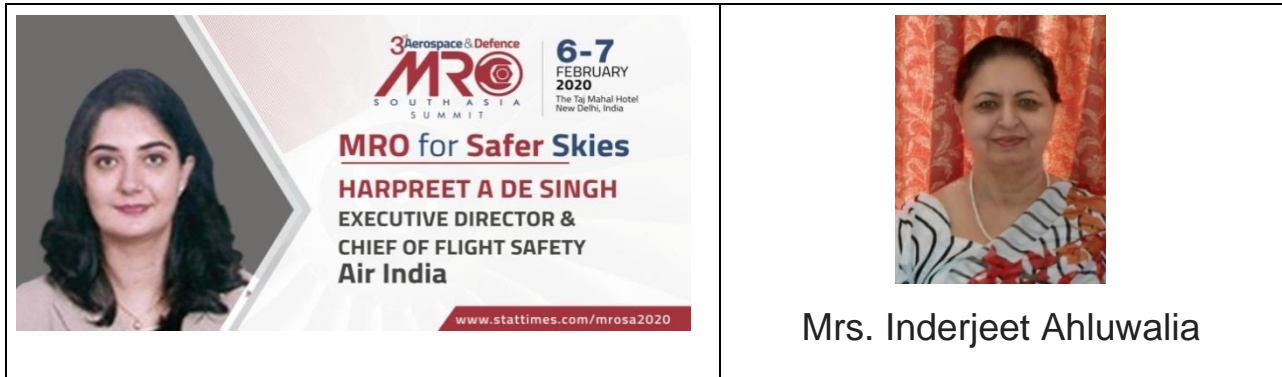 3rd Aerospace & Defence
MRO
SOUTH ASIA
SUMMIT
6-7
FEBRUARY
2020
The Taj Mahal Hotel
New Delhi, India
MRO for Safer Skies
HARPREET A DE SINGH
EXECUTIVE DIRECTOR &
CHIEF OF FLIGHT SAFETY
Air India
www.stattimes.com/mrosa2020
Mrs. Inderjeet Ahluwalia